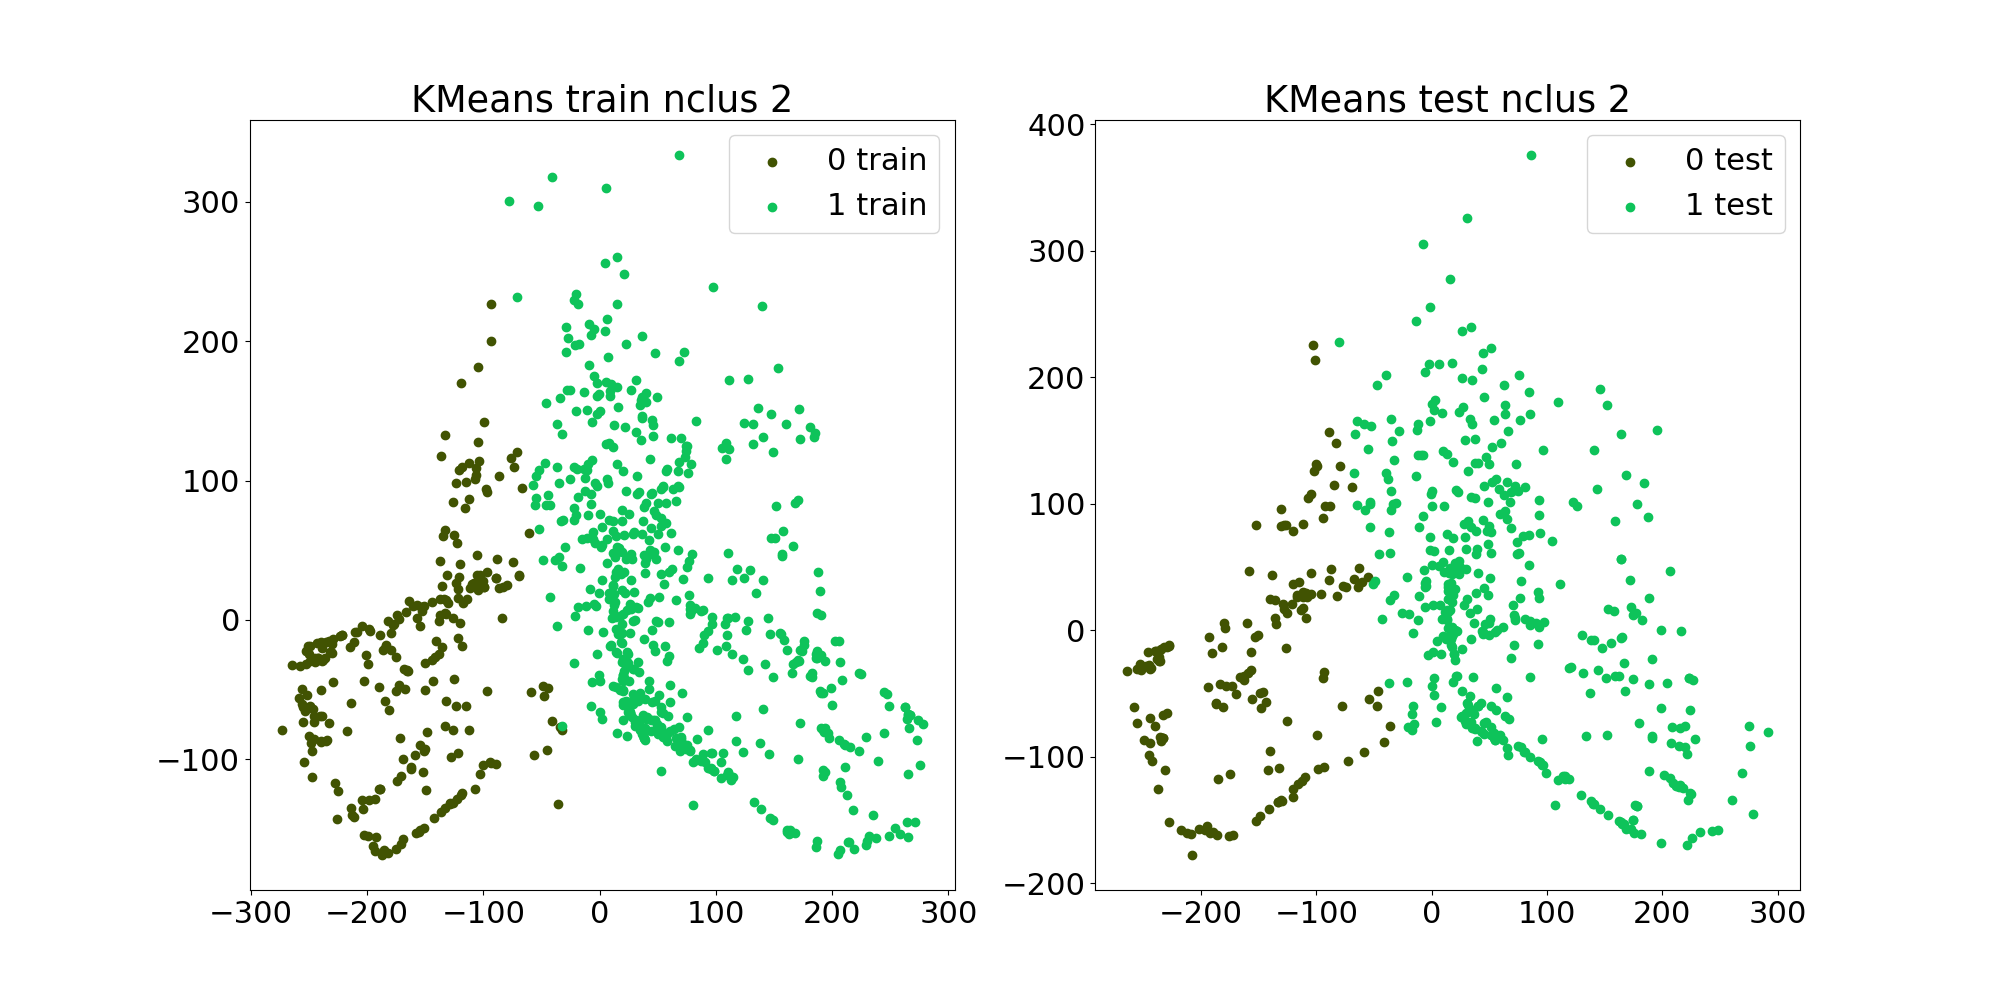 KMeans train nclus 2
0 train
1 train
300
200
100
0
−100
−300 −200 −100 0 100 200 300
KMeans test nclus 2
0 test
1 test
400
300
200
100
0
−100
−200
−200 −100 0 100 200 300